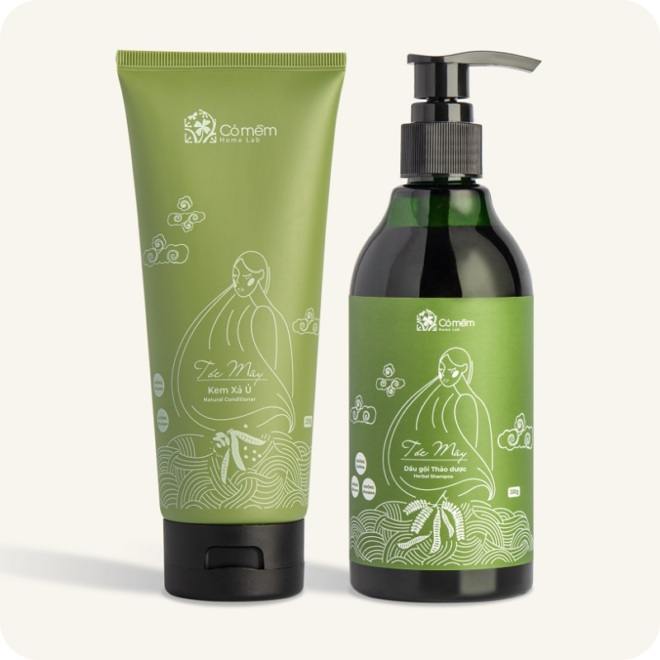 Cỏ mềm
Home Lab
Tóc Mây
Kem Xả Ủ
Natural Conditioner
Cỏ mềm
Home Lab
Tóc Mây
Dầu gội Thảo dược
Herbal Shampoo